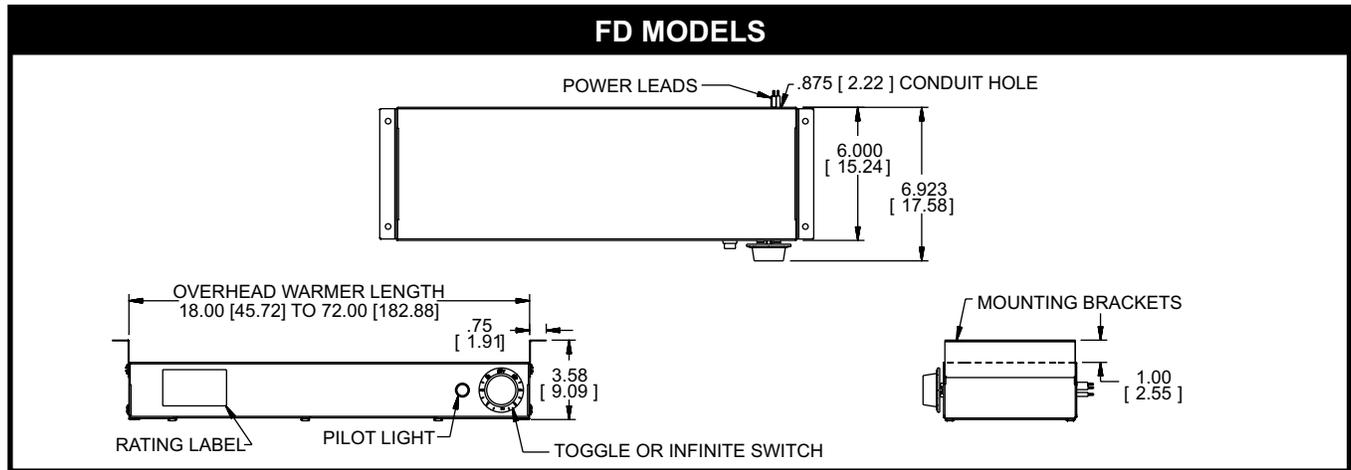 FD MODELS
POWER LEADS
.875 [ 2.22 ] CONDUIT HOLE
6.000
[ 15.24]
6.923
[ 17.58]
OVERHEAD WARMER LENGTH
18.00 [45.72] TO 72.00 [182.88]
.75
[ 1.91]
3.58
[ 9.09 ]
RATING LABEL
PILOT LIGHT
TOGGLE OR INFINITE SWITCH
MOUNTING BRACKETS
1.00
[ 2.55 ]